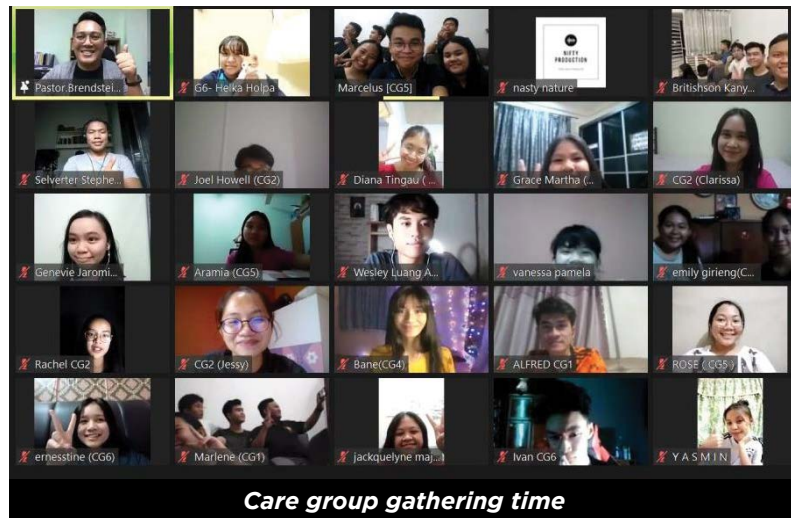 NIFTY
PRODUCTION
Pastor.Brendstei...
G6- Helka Holpa
Marcelus [CG5]
nasty nature
Britishson Kany...
Selverter Stephe...
Joel Howell (CG2)
Diana Tingau ( ...
Grace Martha (...
CG2 (Clarissa)
Genevie Jaromi...
Aramia (CG5)
Wesley Luang A...
vanessa pamela
emily girieng(C...
Rachel CG2
CG2 (Jessy)
Bane(CG4)
ALFRED CG1
ROSE ( CG5 )
ernesstine (CG6)
Marlene (CG1)
jackquelyne maj...
Ivan CG6
Y A S M I N
Care group gathering time